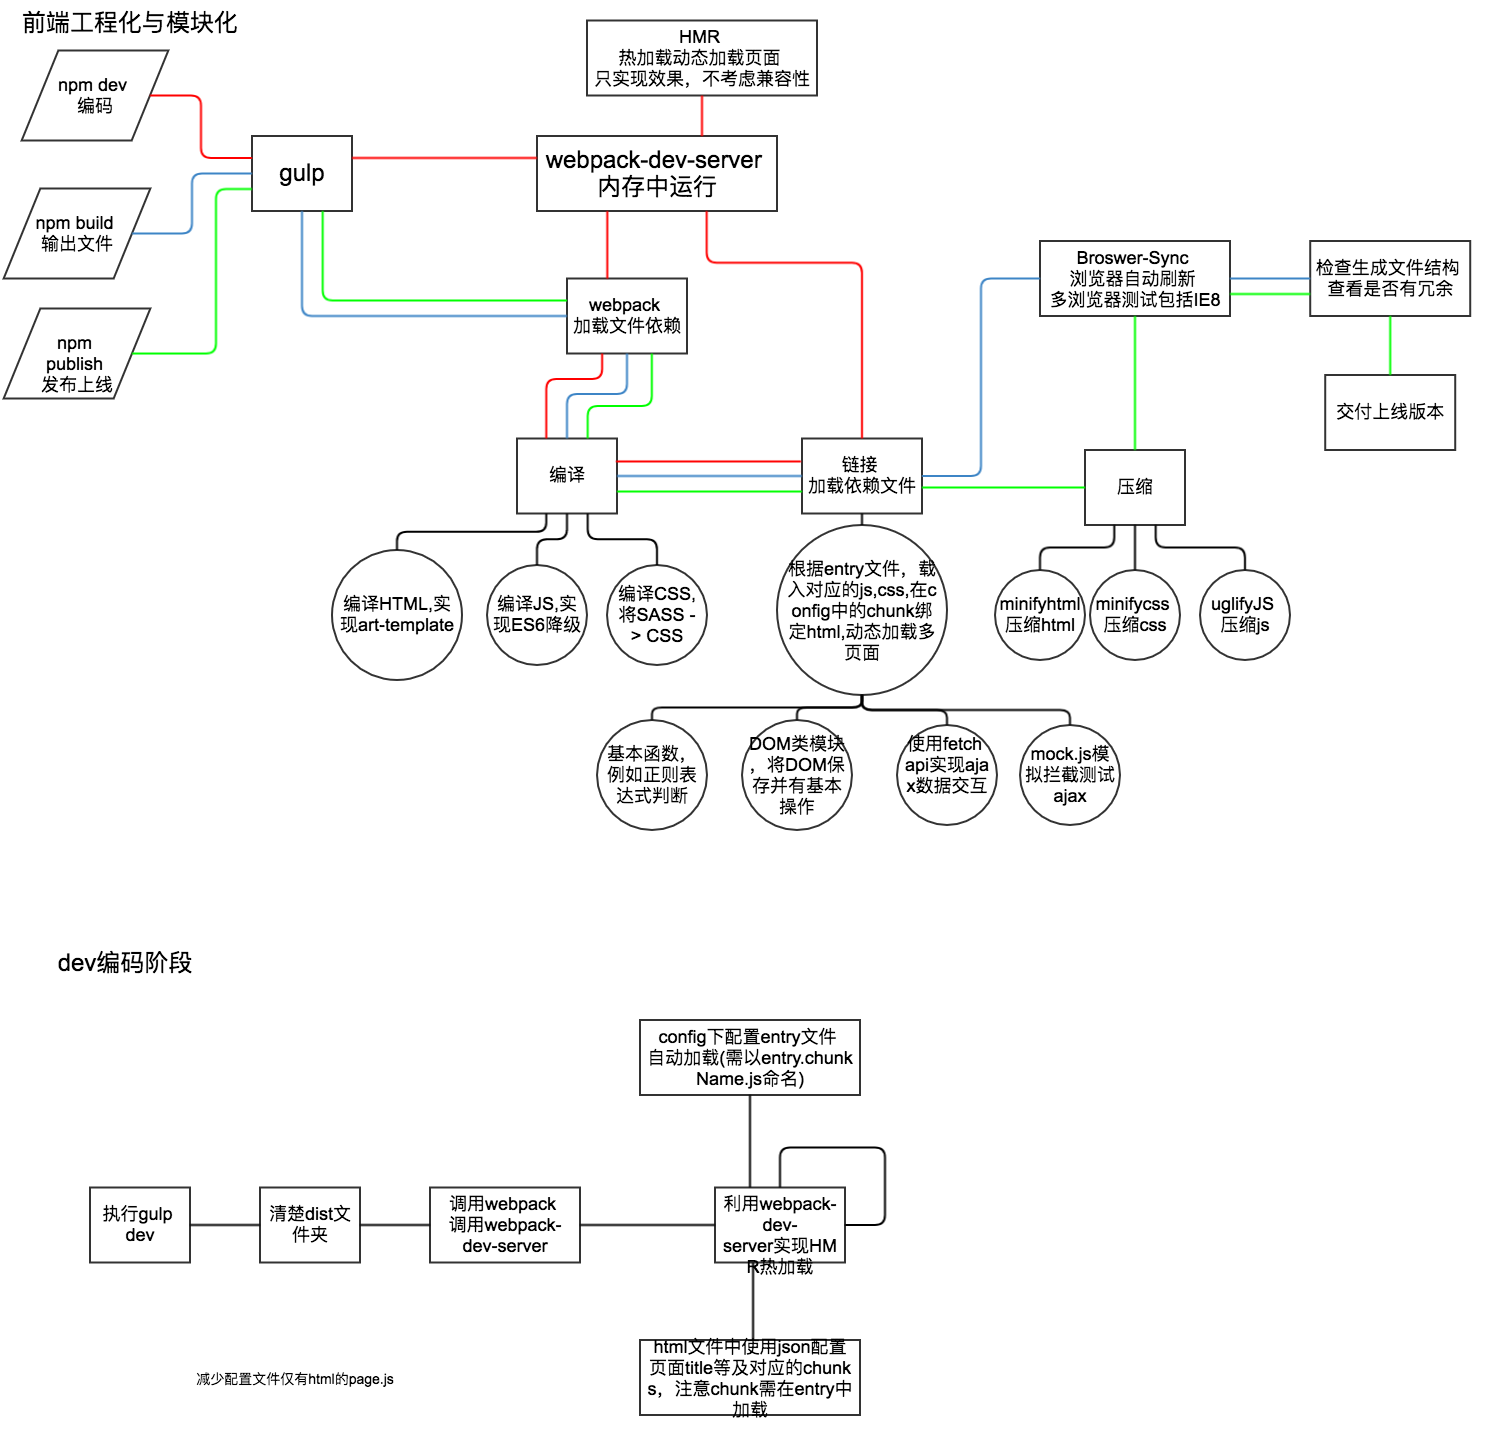 前端工程化与模块化
HMR
热加载动态加载页面
只实现效果，不考虑兼容性
npm dev
编码
gulp
webpack-dev-server
内存中运行
npm build
输出文件
webpack
加载文件依赖
Broswer-Sync
浏览器自动刷新
多浏览器测试包括IE8
检查生成文件结构
查看是否有冗余
npm
publish
发布上线
交付上线版本
编译
链接
加载依赖文件
压缩
编译HTML,实
现art-template
编译JS,实
现ES6降级
编译CSS,
将SASS -
> CSS
根据entry文件，载
入对应的js,css,在c
onfig中的chunk绑
定html,动态加载多
页面
minifyhtml
压缩html
minifycss
压缩css
uglifyJS
压缩js
基本函数，
例如正则表
达式判断
DOM类模块
，将DOM保
存并有基本
操作
使用fetch
api实现aja
x数据交互
mock.js模
拟拦截测试
ajax
dev编码阶段
config下配置entry文件
自动加载(需以entry.chunk
Name.js命名)
执行gulp
dev
清楚dist文
件夹
调用webpack
调用webpack-
dev-server
利用webpack-
dev-
server实现HM
R热加载
html文件中使用json配置
页面title等及对应的chunk
s，注意chunk需在entry中
加载
减少配置文件仅有html的page.js